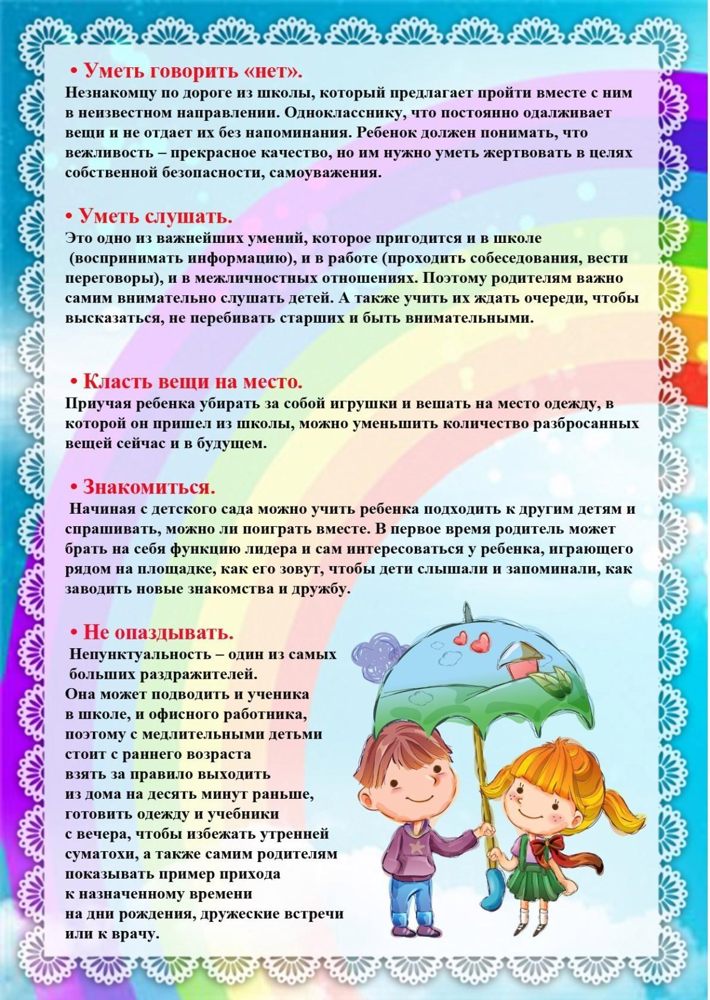 • Уметь говорить «нет».
Незнакомцу по дороге из школы, который предлагает пройти вместе с ним
в неизвестном направлении. Однокласснику, что постоянно одалживает
вещи и не отдает их без напоминания. Ребенок должен понимать, что
вежливость – прекрасное качество, но им нужно уметь жертвовать в целях
собственной безопасности, самоуважения.
• Уметь слушать.
Это одно из важнейших умений, которое пригодится и в школе
(воспринимать информацию), и в работе (проходить собеседования, вести
переговоры), и в межличностных отношениях. Поэтому родителям важно
самим внимательно слушать детей. А также учить их ждать очереди, чтобы
высказаться, не перебивать старших и быть внимательными.
• Класть вещи на место.
Приучая ребенка убирать за собой игрушки и вешать на место одежду, в
которой он пришел из школы, можно уменьшить количество разбросанных
вещей сейчас и в будущем.
• Знакомиться.
Начиная с детского сада можно учить ребенка подходить к другим детям и
спрашивать, можно ли поиграть вместе. В первое время родитель может
брать на себя функцию лидера и сам интересоваться у ребенка, играющего
рядом на площадке, как его зовут, чтобы дети слышали и запоминали, как
заводить новые знакомства и дружбу.
• Не опаздывать.
Непунктуальность – один из самых
больших раздражителей.
Она может подводить и ученика
в школе, и офисного работника,
поэтому с медлительными детьми
стоит с раннего возраста
взять за правило выходить
из дома на десять минут раньше,
готовить одежду и учебники
с вечера, чтобы избежать утренней
суматохи, а также самим родителям
показывать пример прихода
к назначенному времени
на дни рождения, дружеские встречи
или к врачу.